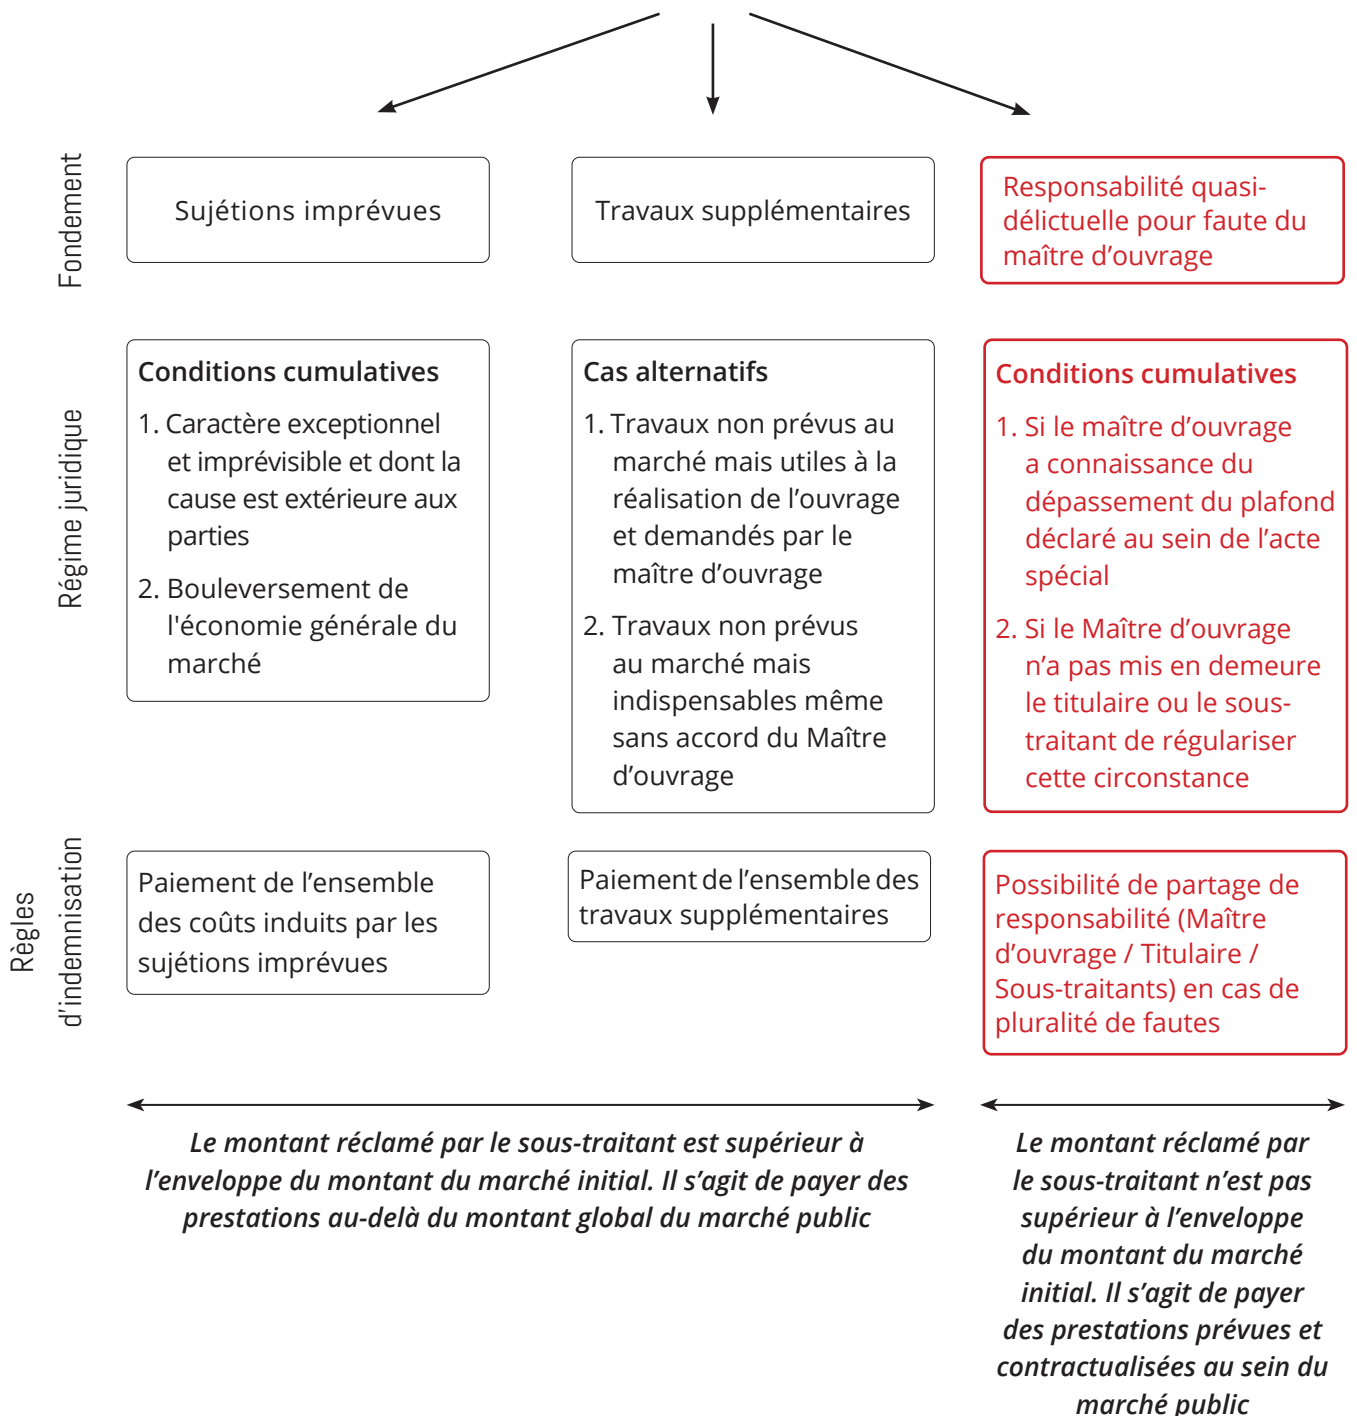 Fondement
Sujétions imprévues
Travaux supplémentaires
Responsabilité quasi-
délictuelle pour faute du
maître d’ouvrage
Régime juridique
Conditions cumulatives
1. Caractère exceptionnel
et imprévisible et dont la
cause est extérieure aux
parties
2. Bouleversement de
l'économie générale du
marché
Cas alternatifs
1. Travaux non prévus au
marché mais utiles à la
réalisation de l’ouvrage
et demandés par le
maître d’ouvrage
2. Travaux non prévus
au marché mais
indispensables même
sans accord du Maître
d’ouvrage
Conditions cumulatives
1. Si le maître d’ouvrage
a connaissance du
dépassement du plafond
déclaré au sein de l’acte
spécial
2. Si le Maître d’ouvrage
n’a pas mis en demeure
le titulaire ou le sous-
traitant de régulariser
cette circonstance
Règles
d’indemnisation
Paiement de l’ensemble
des coûts induits par les
sujétions imprévues
Paiement de l’ensemble des
travaux supplémentaires
Possibilité de partage de
responsabilité (Maître
d’ouvrage / Titulaire /
Sous-traitants) en cas de
pluralité de fautes
Le montant réclamé par le sous-traitant est supérieur à
l’enveloppe du montant du marché initial. Il s’agit de payer des
prestations au-delà du montant global du marché public
Le montant réclamé par
le sous-traitant n’est pas
supérieur à l’enveloppe
du montant du marché
initial. Il s’agit de payer
des prestations prévues et
contractualisées au sein du
marché public